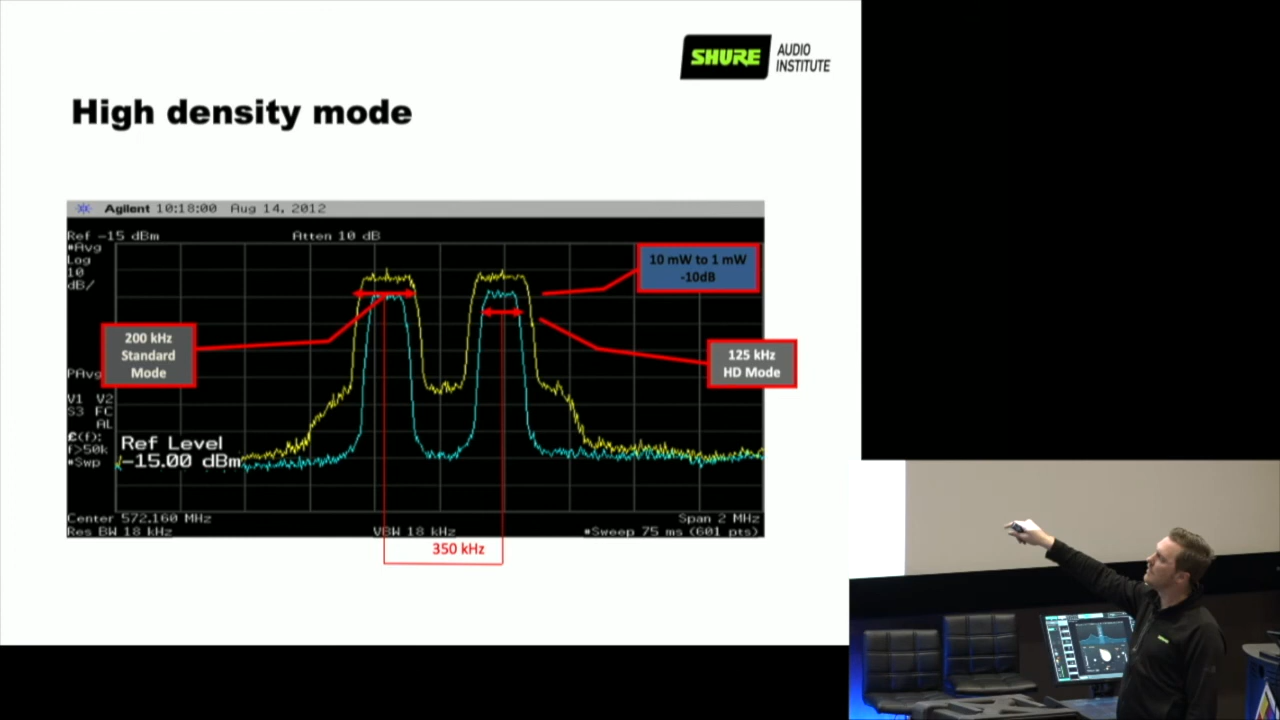 SHURE AUDIO INSTITUTE
High density mode
Agilent 10:18:00 Aug 14, 2012
Ref -15 dBm Atten 10 dB
#Avg
Log
10
dB/
10 mW to 1 mW
-10dB
200 kHz
Standard
Mode
125 kHz
HD Mode
PAvg
V1 V2
S3 FC
AL
£(f):
f>50k
#Swp
Ref Level
-15.00 dBm
Center 572.160 MHz Span 2 MHz
Res BW 18 kHz VBW 18 kHz #Sweep 75 ms (601 pts)
350 kHz